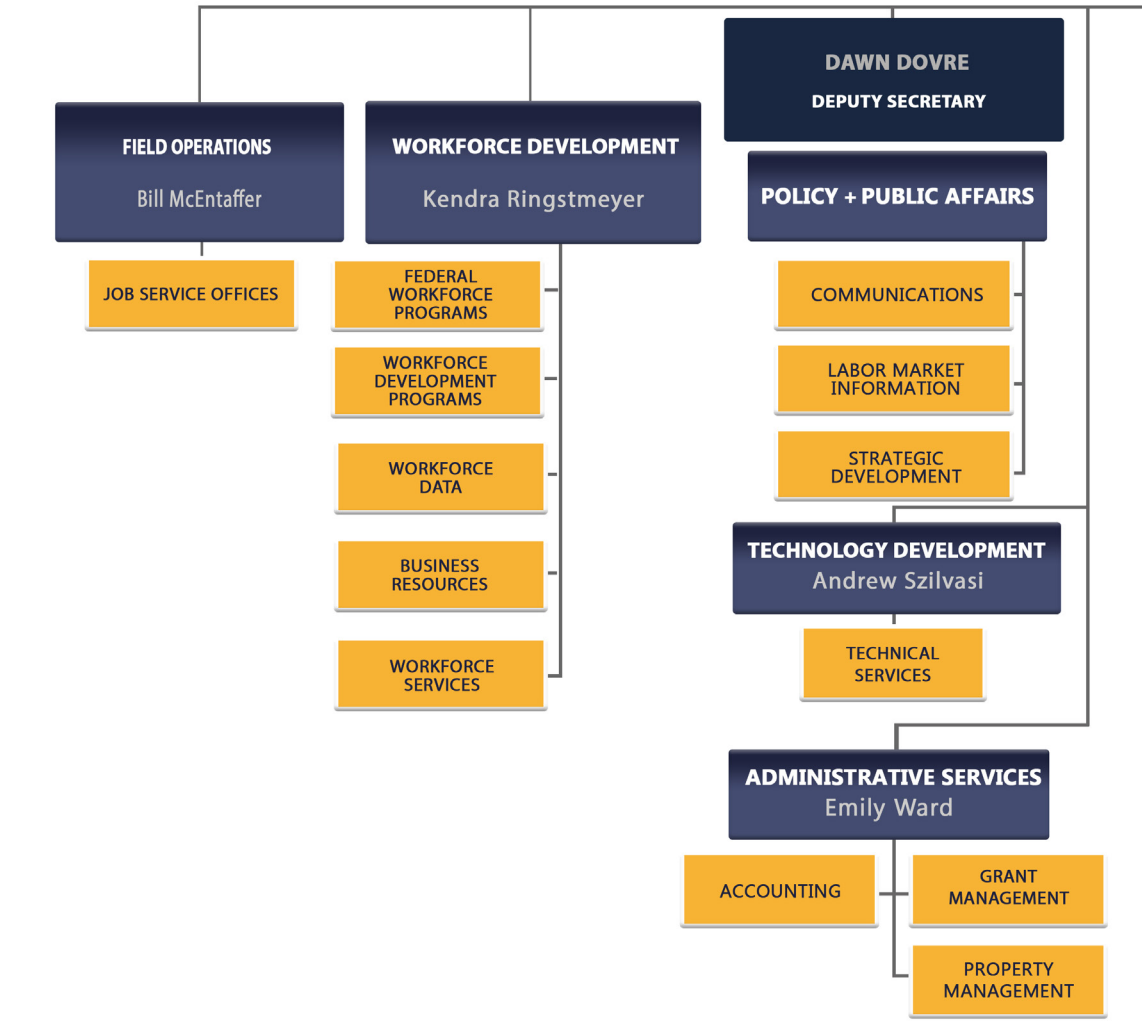 DAWN DOVRE
DEPUTY SECRETARY
FIELD OPERATIONS
Bill McEntaffer
JOB SERVICE OFFICES
WORKFORCE DEVELOPMENT
Kendra Ringstmeyer
FEDERAL
WORKFORCE
PROGRAMS
WORKFORCE
DEVELOPMENT
PROGRAMS
WORKFORCE
DATA
BUSINESS
RESOURCES
WORKFORCE
SERVICES
POLICY + PUBLIC AFFAIRS
COMMUNICATIONS
LABOR MARKET
INFORMATION
STRATEGIC
DEVELOPMENT
TECHNOLOGY DEVELOPMENT
Andrew Szilvasi
TECHNICAL
SERVICES
ADMINISTRATIVE SERVICES
Emily Ward
ACCOUNTING
GRANT
MANAGEMENT
PROPERTY
MANAGEMENT